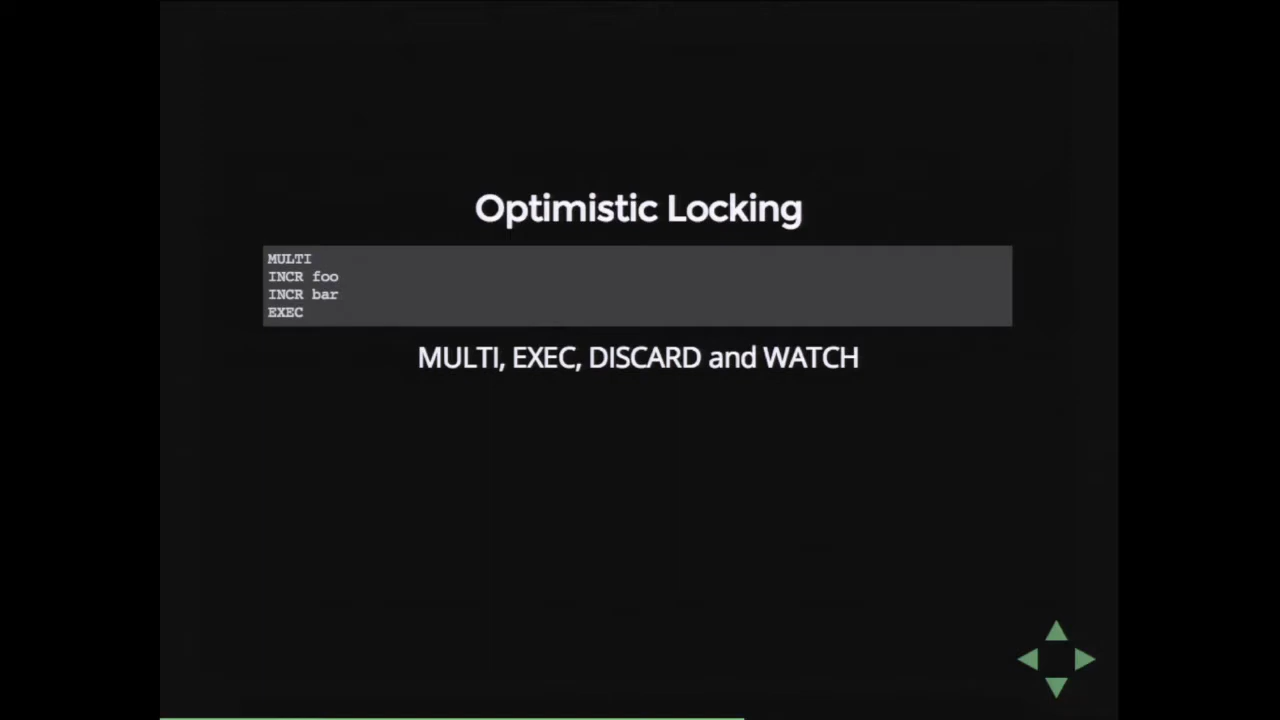 Optimistic Locking
MULTI
INCR foo
INCR bar
EXEC
MULTI, EXEC, DISCARD and WATCH